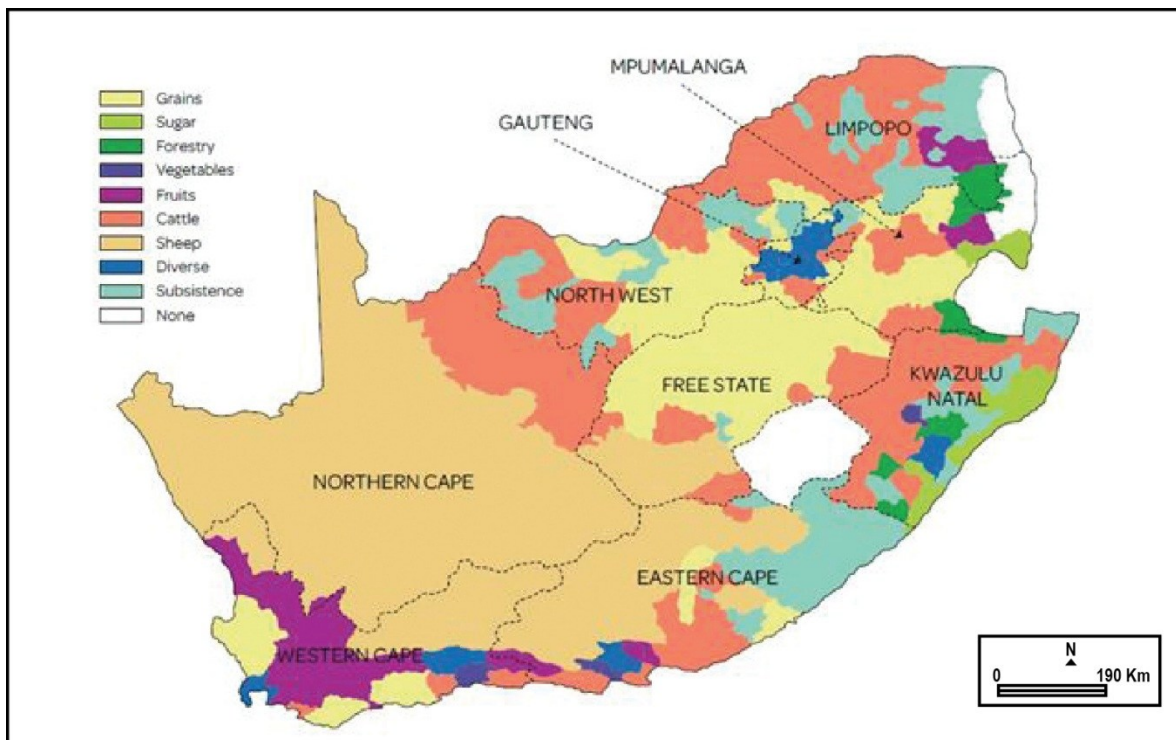 MPUMALANGA
GAUTENG
LIMPOPO
Grains
Sugar
Forestry
Vegetables
Fruits
Cattle
Sheep
Diverse
Subsistence
None
NORTH WEST
FREE STATE
KWAZULU
NATAL
NORTHERN CAPE
EASTERN CAPE
WESTERN CAPE
N
0 190 Km